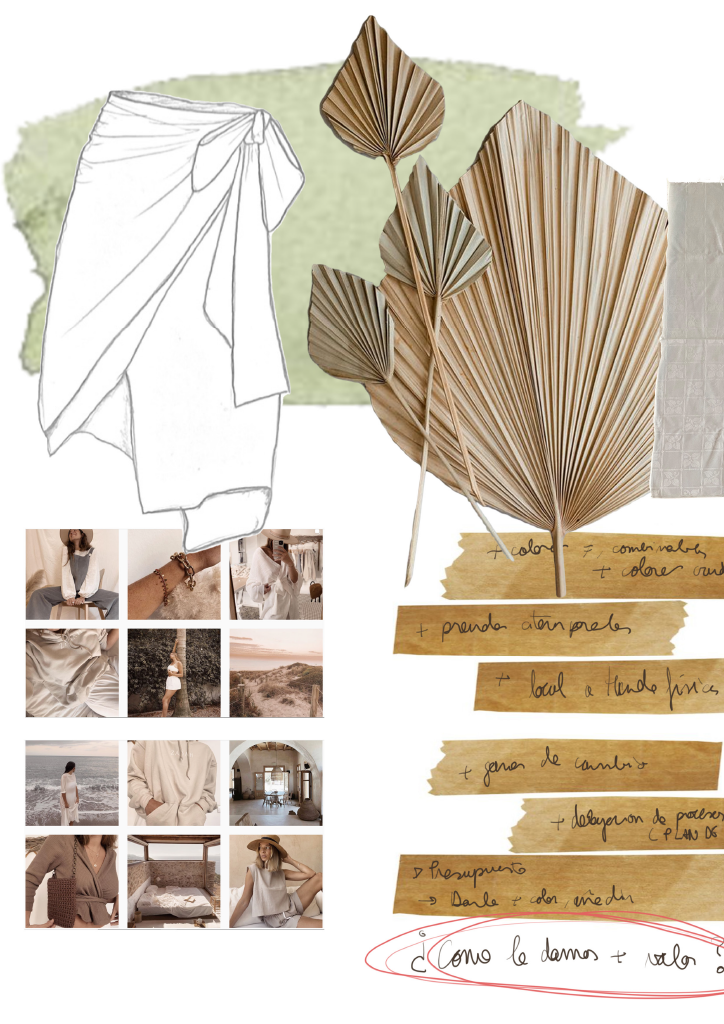 + colores = combinables
+ colores
+ prendas atemporales
+ local o tienda física
+ ganas de cambio
+ de procesos
( PLAN DE
Presupuesto
→ Darle + color, añadir
¿Como le damos + valor?